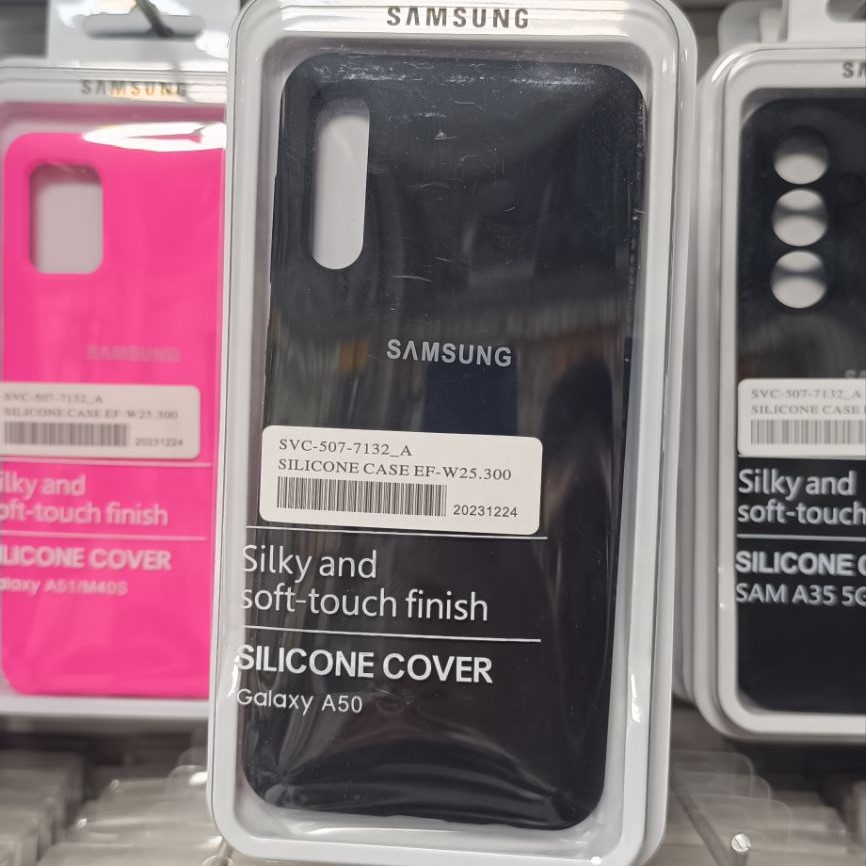 SAMSUNG
SAMSUNG
SVC-507-7132_A
SILICONE CASE EF-W25.300
20231224
Silky and
soft-touch finish
SILICONE COVER
Galaxy A50
SAMSUNG
SAMSUNG
SVC-507-7132_A
SILICONE CASE EF-W25.300
20231224
ilky and
oft-touch finish
ILICONE COVER
alaxy A51/M40S
SA
SVC-507-7132_A
SILICONE CASE
Silky and
soft-touch
SILICONE C
SAM A35 5G